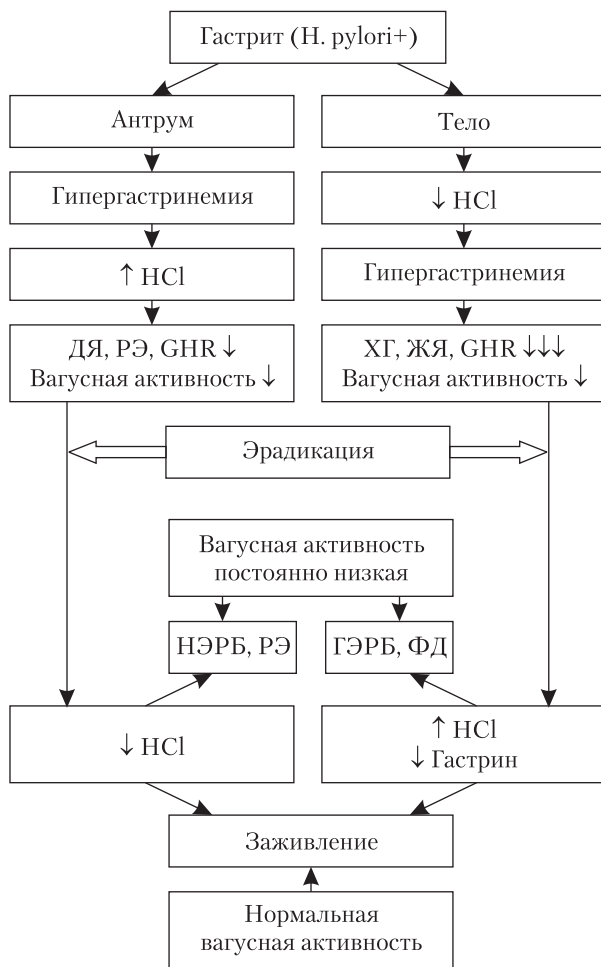 Гастрит (H. pylori+)
Антрум
Тело
Гипергастринемия
↓ HCl
↑ HCl
Гипергастринемия
ДЯ, РЭ, GHR ↓
Вагусная активность ↓
ХГ, ЖЯ, GHR ↓↓↓
Вагусная активность ↓
Эрадикация
Вагусная активность
постоянно низкая
НЭРБ, РЭ
ГЭРБ, ФД
↓ HCl
↑ HCl
↓ Гастрин
Заживление
Нормальная
вагусная активность